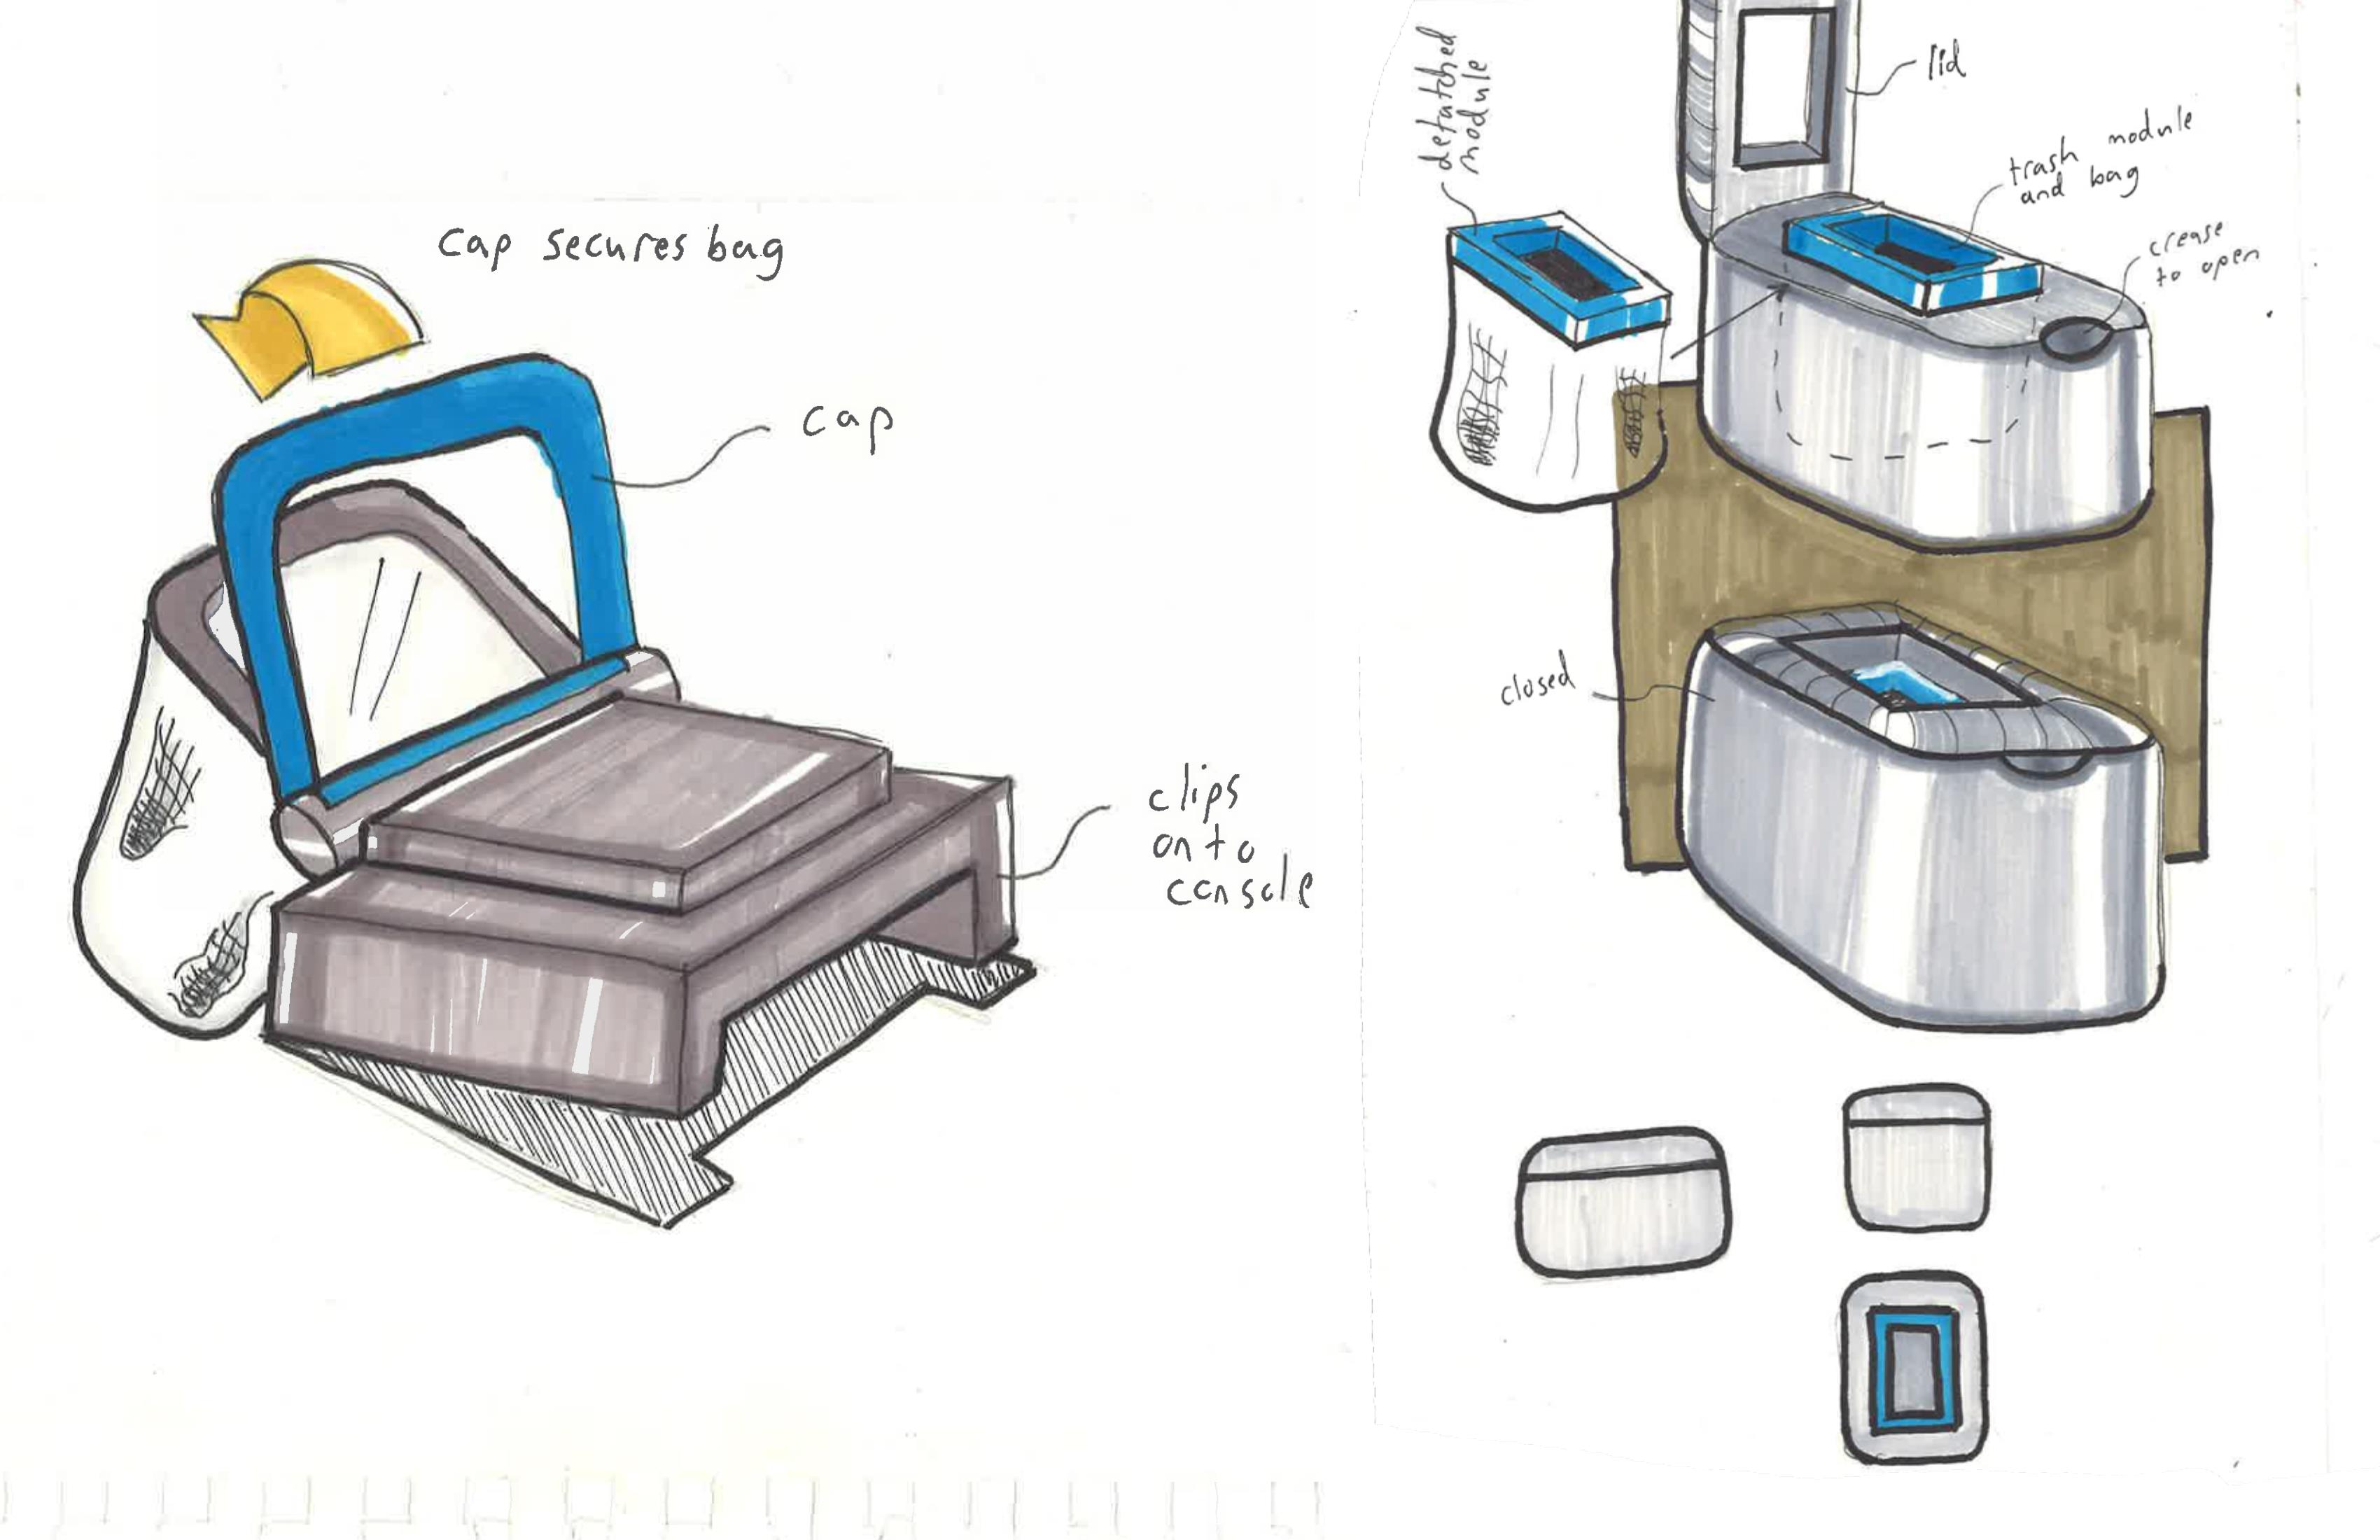 cap secures bag
cap
clips
onto
console
detatched
module
lid
trash module
and bag
crease
to open
closed